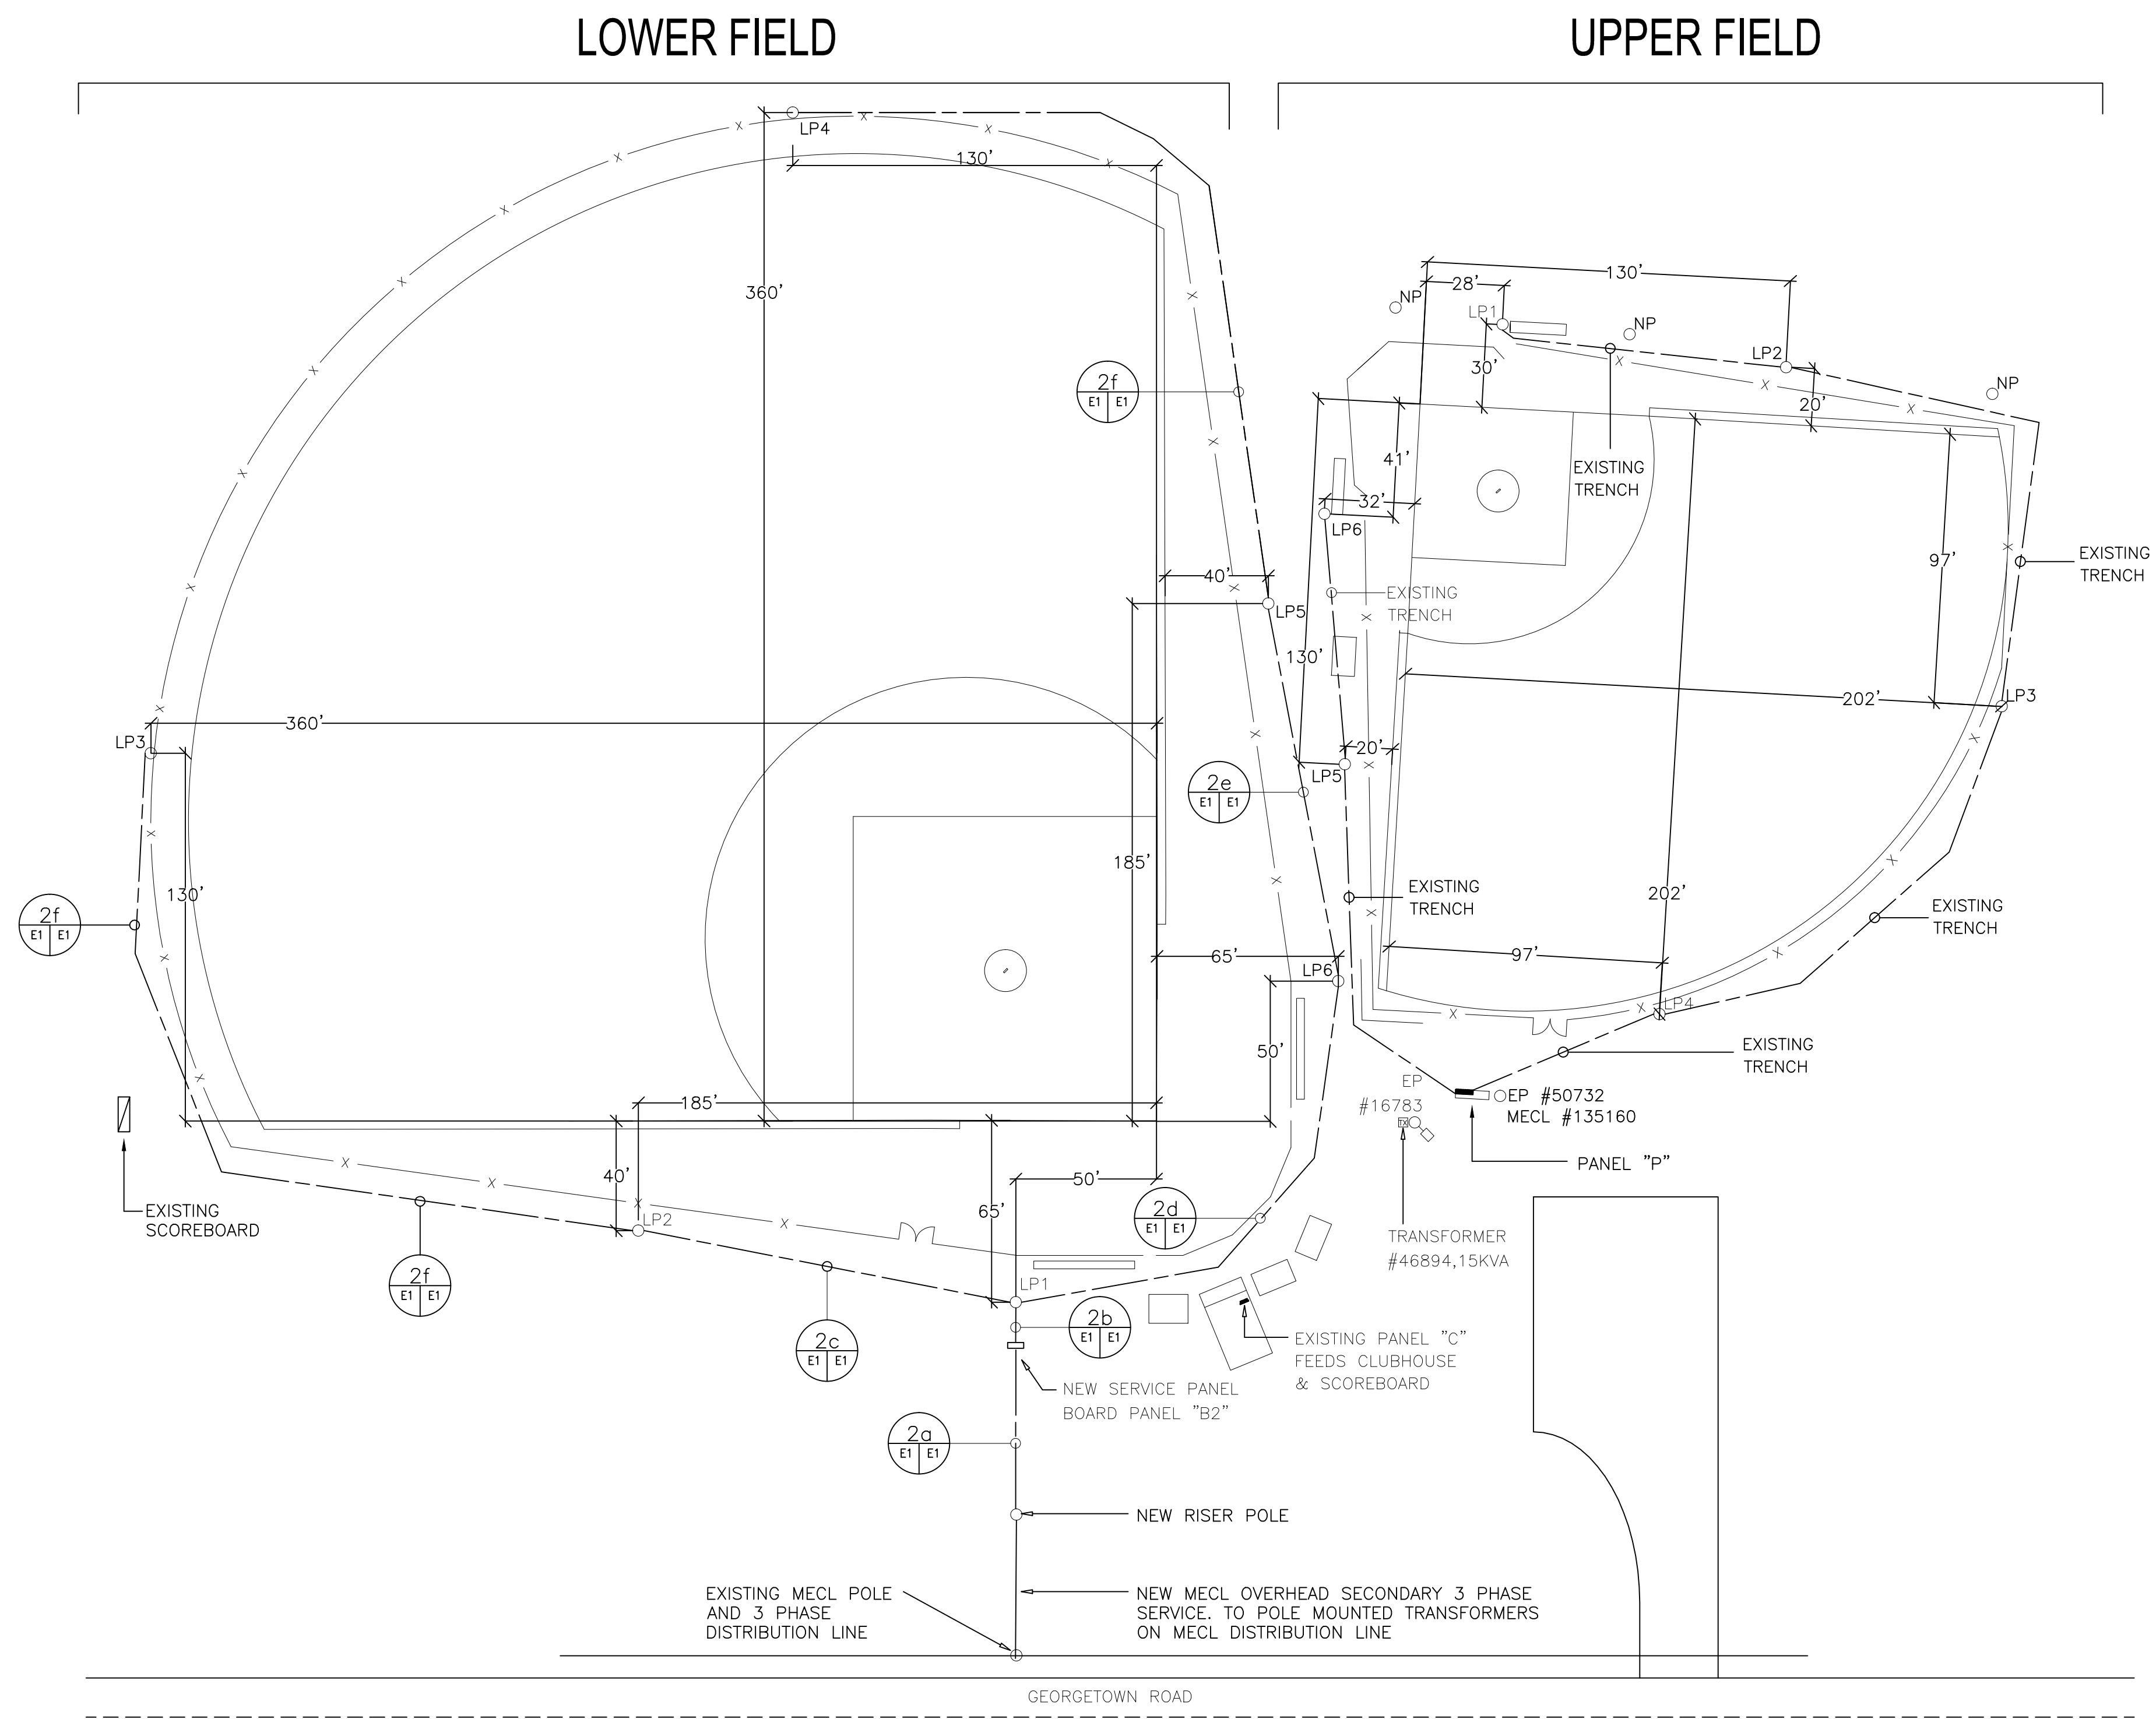 LOWER FIELD
UPPER FIELD
LP4
130'
360'
2f
E1 E1
40'
LP5
185'
360'
LP3
130'
2f
E1 E1
2e
E1 E1
65'
LP6
50'
185'
40'
LP2
65'
50'
2d
E1 E1
LP1
2f
E1 E1
2c
E1 E1
2b
E1 E1
2a
E1 E1
EXISTING
SCOREBOARD
NEW SERVICE PANEL
BOARD PANEL "B2"
EXISTING PANEL "C"
FEEDS CLUBHOUSE
& SCOREBOARD
NEW RISER POLE
EXISTING MECL POLE
AND 3 PHASE
DISTRIBUTION LINE
NEW MECL OVERHEAD SECONDARY 3 PHASE
SERVICE. TO POLE MOUNTED TRANSFORMERS
ON MECL DISTRIBUTION LINE
GEORGETOWN ROAD
130'
28'
NP
LP1
NP
LP2
30'
NP
20'
41'
EXISTING
TRENCH
32'
LP6
97'
EXISTING
TRENCH
EXISTING
TRENCH
130'
202'
LP3
20'
LP5
EXISTING
TRENCH
202'
EXISTING
TRENCH
97'
LP4
EXISTING
TRENCH
EP
#16783
TX
EP #50732
MECL #135160
PANEL "P"
TRANSFORMER
#46894,15KVA
X X X X X X X X X X X X X X X X X X X X X X X X X X X X X X X X X X X X X X X X X X X